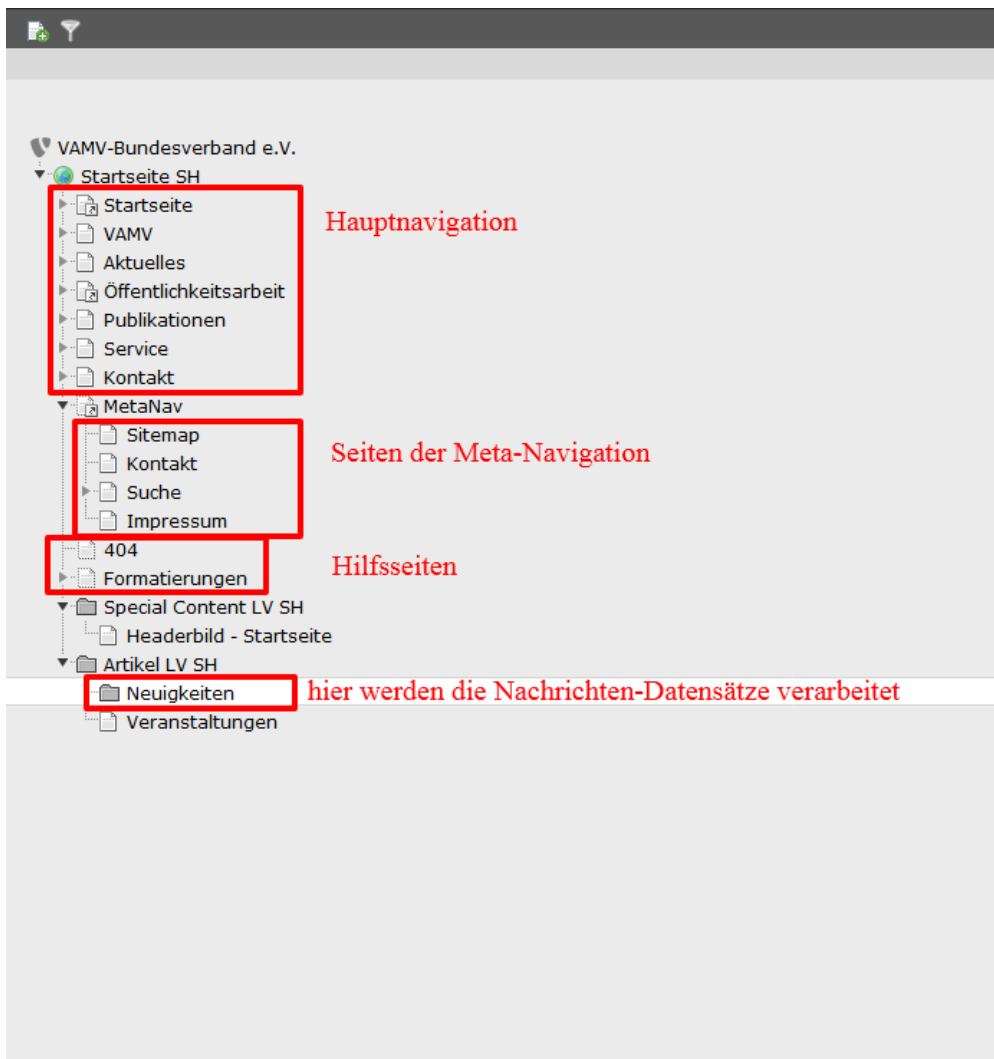 VAMV-Bundesverband e.V.
Startseite SH
Startseite
Hauptnavigation
VAMV
Aktuelles
Öffentlichkeitsarbeit
Publikationen
Service
Kontakt
MetaNav
Sitemap
Seiten der Meta-Navigation
Kontakt
Suche
Impressum
404
Hilfsseiten
Formatierungen
Special Content LV SH
Headerbild - Startseite
Artikel LV SH
Neuigkeiten hier werden die Nachrichten-Datensätze verarbeitet
Veranstaltungen